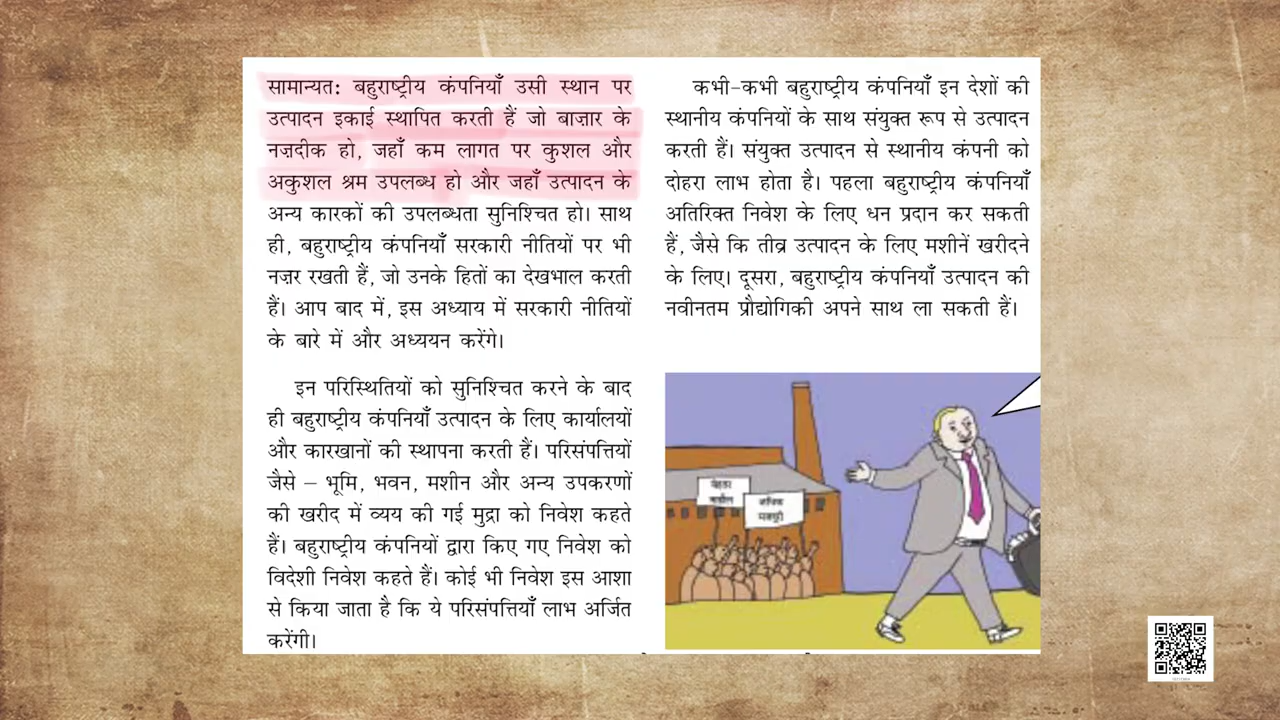 सामान्यत: बहुराष्ट्रीय कंपनियाँ उसी स्थान पर
उत्पादन इकाई स्थापित करती हैं जो बाज़ार के
नज़दीक हो, जहाँ कम लागत पर कुशल और
अकुशल श्रम उपलब्ध हो और जहाँ उत्पादन के
अन्य कारकों की उपलब्धता सुनिश्चित हो। साथ
ही, बहुराष्ट्रीय कंपनियाँ सरकारी नीतियों पर भी
नज़र रखती हैं, जो उनके हितों का देखभाल करती
हैं। आप बाद में, इस अध्याय में सरकारी नीतियों
के बारे में और अध्ययन करेंगे।
इन परिस्थितियों को सुनिश्चित करने के बाद
ही बहुराष्ट्रीय कंपनियाँ उत्पादन के लिए कार्यालयों
और कारखानों की स्थापना करती हैं। परिसंपत्तियों
जैसे – भूमि, भवन, मशीन और अन्य उपकरणों
की खरीद में व्यय की गई मुद्रा को निवेश कहते
हैं। बहुराष्ट्रीय कंपनियों द्वारा किए गए निवेश को
विदेशी निवेश कहते हैं। कोई भी निवेश इस आशा
से किया जाता है कि ये परिसंपत्तियाँ लाभ अर्जित
करेंगी।
कभी-कभी बहुराष्ट्रीय कंपनियाँ इन देशों की
स्थानीय कंपनियों के साथ संयुक्त रूप से उत्पादन
करती हैं। संयुक्त उत्पादन से स्थानीय कंपनी को
दोहरा लाभ होता है। पहला बहुराष्ट्रीय कंपनियाँ
अतिरिक्त निवेश के लिए धन प्रदान कर सकती
हैं, जैसे कि तीव्र उत्पादन के लिए मशीनें खरीदने
के लिए। दूसरा, बहुराष्ट्रीय कंपनियाँ उत्पादन की
नवीनतम प्रौद्योगिकी अपने साथ ला सकती हैं।
अधिक
मजदूरी